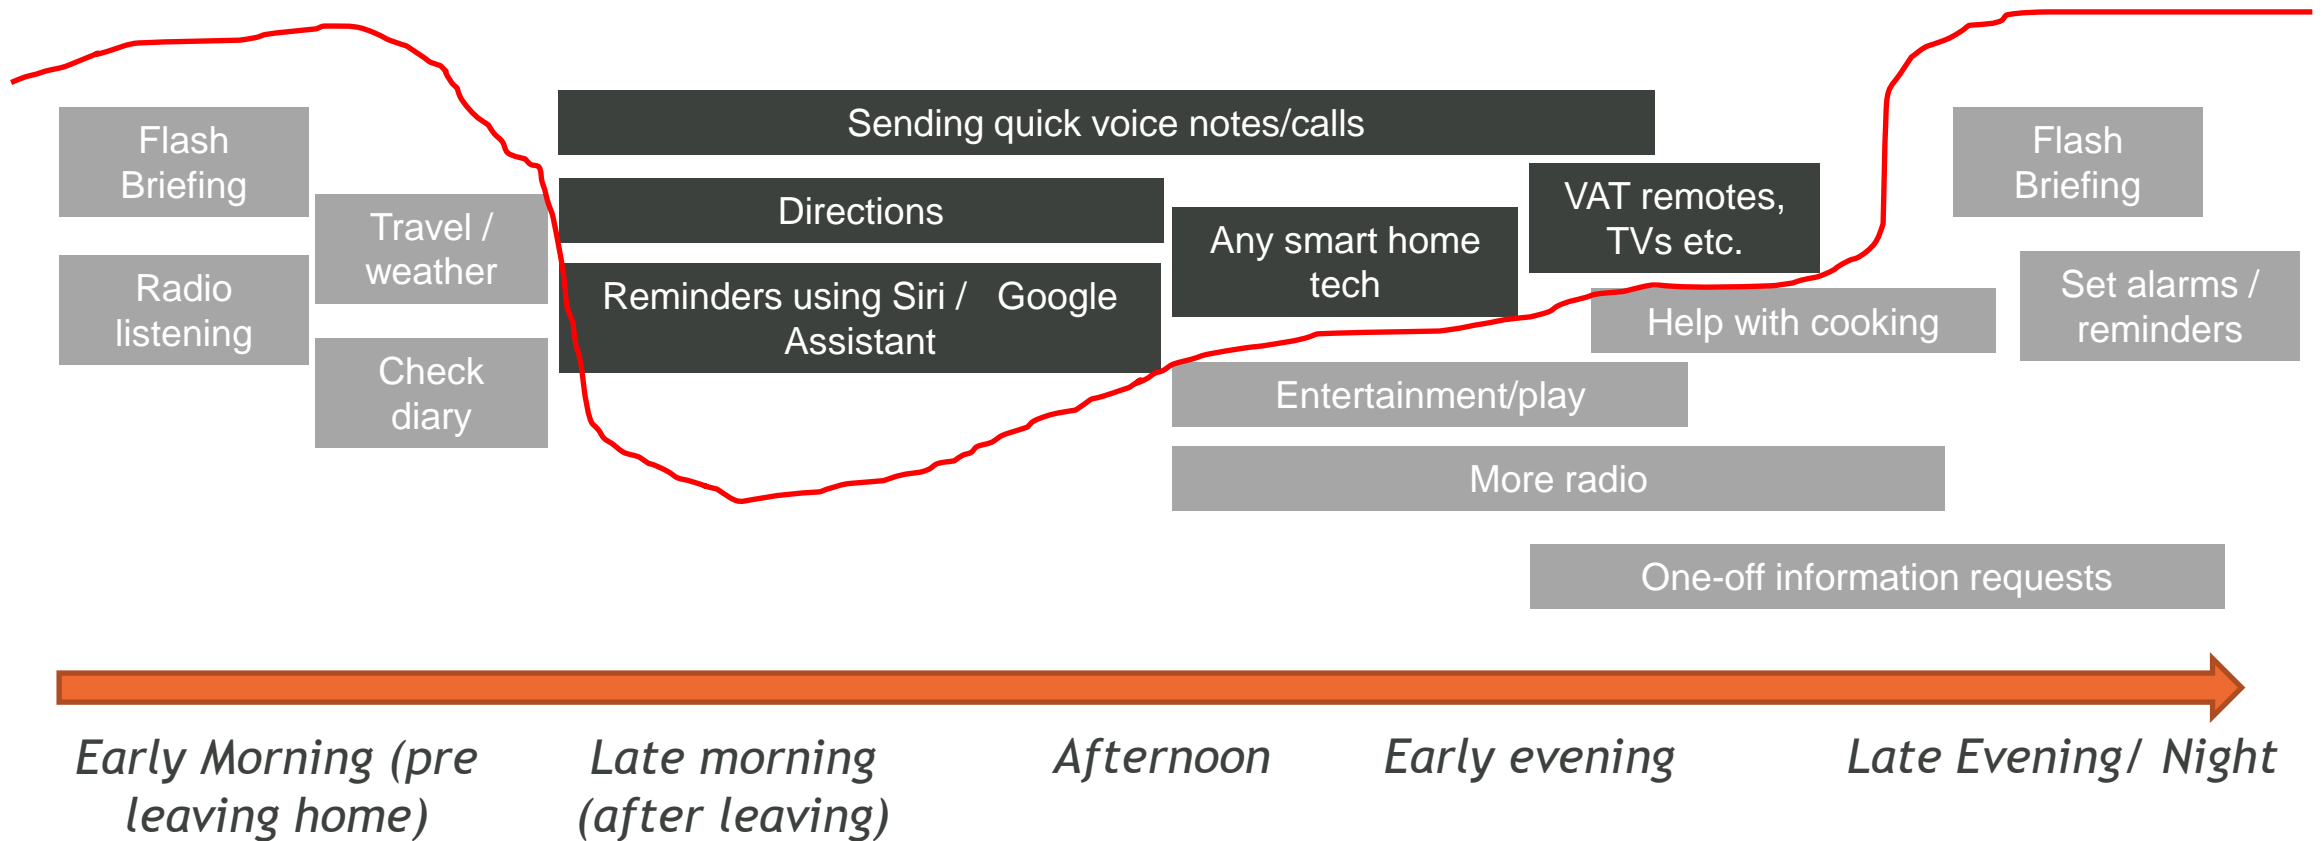 Sending quick voice notes/calls
Flash
Briefing
Flash
Briefing
Directions
VAT remotes,
TVs etc.
Travel /
weather
Any smart home
tech
Radio
listening
Reminders using Siri / Google
Assistant
Set alarms /
reminders
Help with cooking
Check
diary
Entertainment/play
More radio
One-off information requests
Early Morning (pre
leaving home)
Late morning
(after leaving)
Afternoon
Early evening
Late Evening/ Night